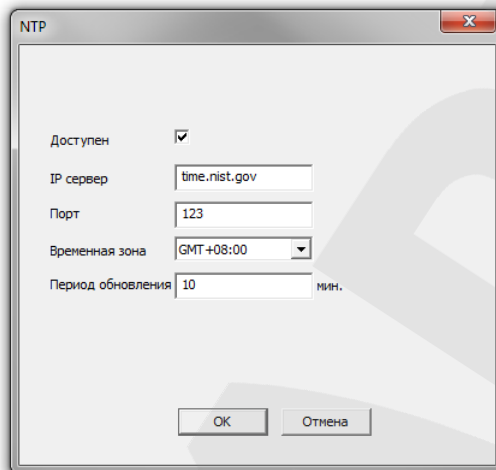 NTP
Доступен
IP сервер time.nist.gov
Порт 123
Временная зона GMT+08:00
Период обновления 10 мин.
OK Отмена